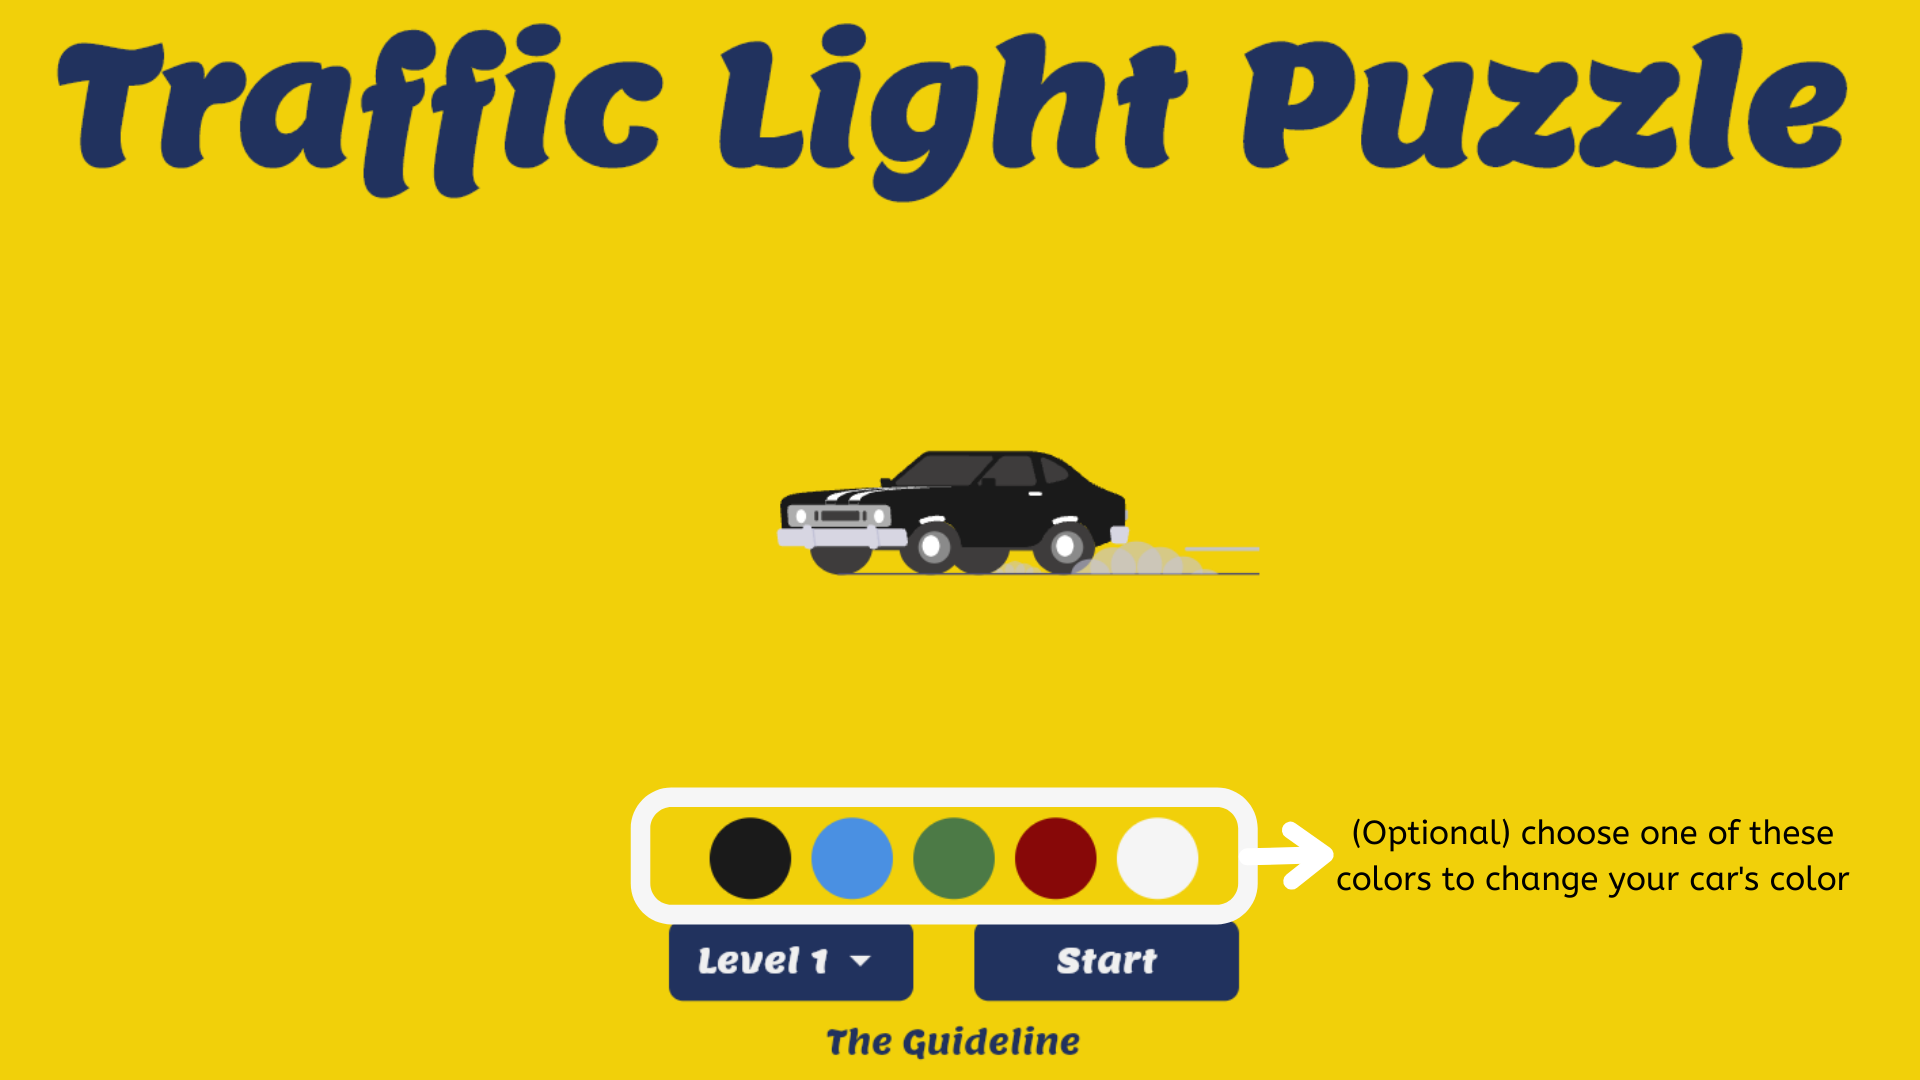 Traffic Light Puzzle
(Optional) choose one of these
colors to change your car's color
Level 1
Start
The Guideline